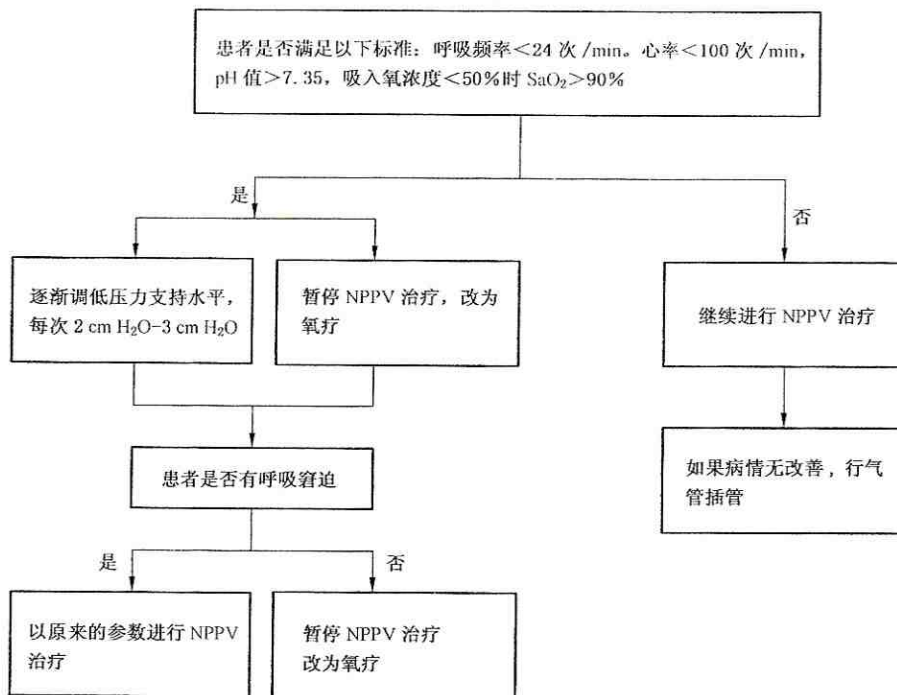 患者是否满足以下标准：呼吸频率<24 次/min。心率<100 次/min，
pH 值>7.35，吸入氧浓度<50%时 SaO₂>90%
是
否
逐渐调低压力支持水平，
每次 2 cm H₂O-3 cm H₂O
暂停 NPPV 治疗，改为
氧疗
继续进行 NPPV 治疗
患者是否有呼吸窘迫
如果病情无改善，行气
管插管
是
否
以原来的参数进行 NPPV
治疗
暂停 NPPV 治疗
改为氧疗